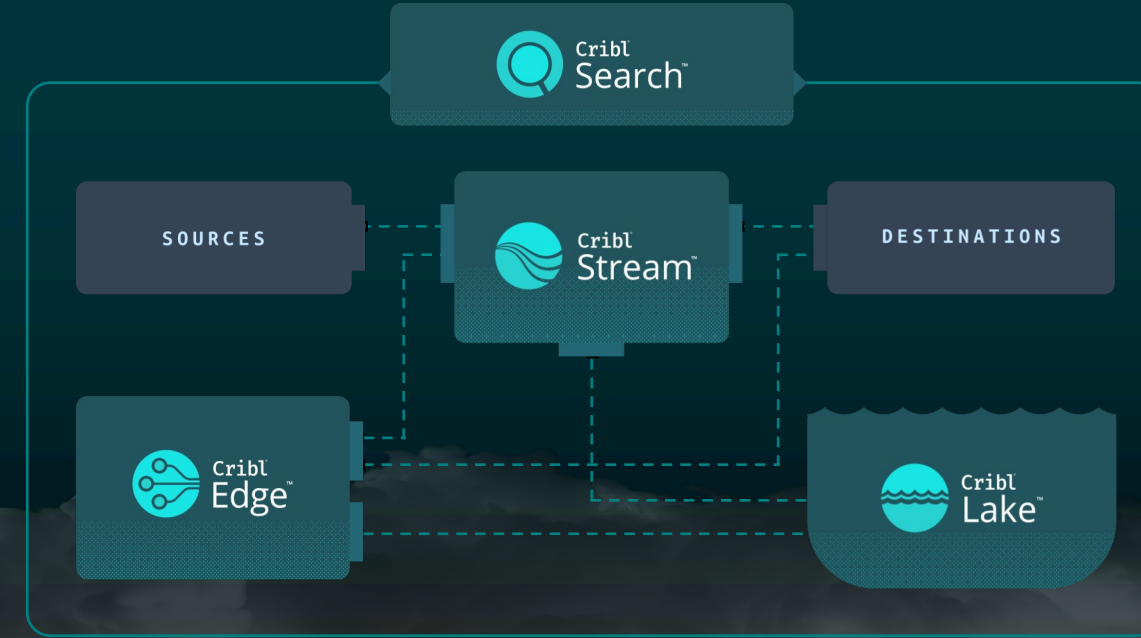 Cribl
Search™
SOURCES
Cribl
Stream™
DESTINATIONS
Cribl
Edge™
Cribl
Lake™